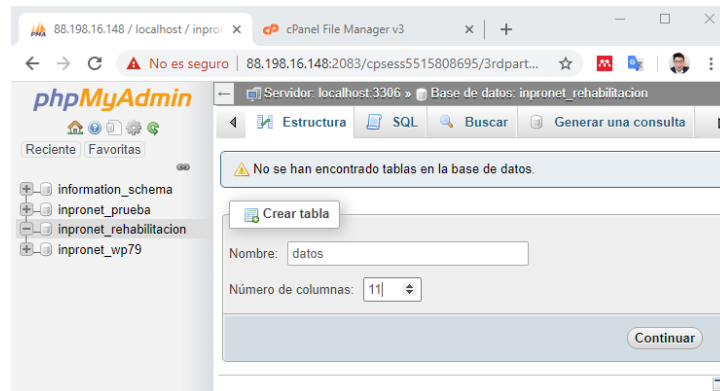 88.198.16.148 / localhost / inpror
cPanel File Manager v3
No es seguro | 88.198.16.148:2083/cpsess5515808695/3rdpart...
phpMyAdmin
Reciente Favoritas
information_schema
inpronet_prueba
inpronet_rehabilitacion
inpronet_wp79
Servidor: localhost:3306 » Base de datos: inpronet_rehabilitacion
Estructura SQL Buscar Generar una consulta
No se han encontrado tablas en la base de datos.
Crear tabla
Nombre: datos
Número de columnas: 11
Continuar